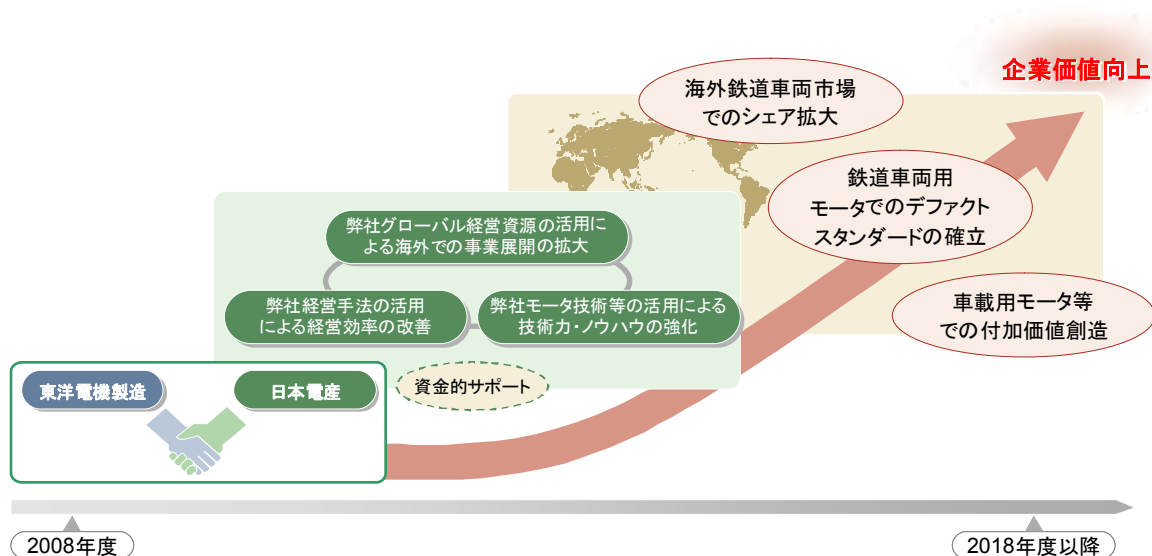 企業価値向上
海外鉄道車両市場
でのシェア拡大
鉄道車両用
モータでのデファクト
スタンダードの確立
車載用モータ等
での付加価値創造
弊社グローバル経営資源の活用に
よる海外での事業展開の拡大
弊社経営手法の活用
による経営効率の改善
弊社モータ技術等の活用による
技術力・ノウハウの強化
資金的サポート
東洋電機製造
日本電産
2008年度
2018年度以降